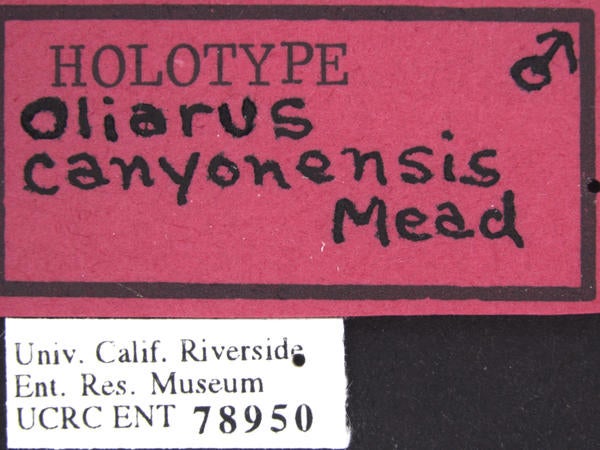 HOLOTYPE ♂
Oliarus
canyonensis
Mead
Univ. Calif. Riverside
Ent. Res. Museum
UCRC ENT 78950